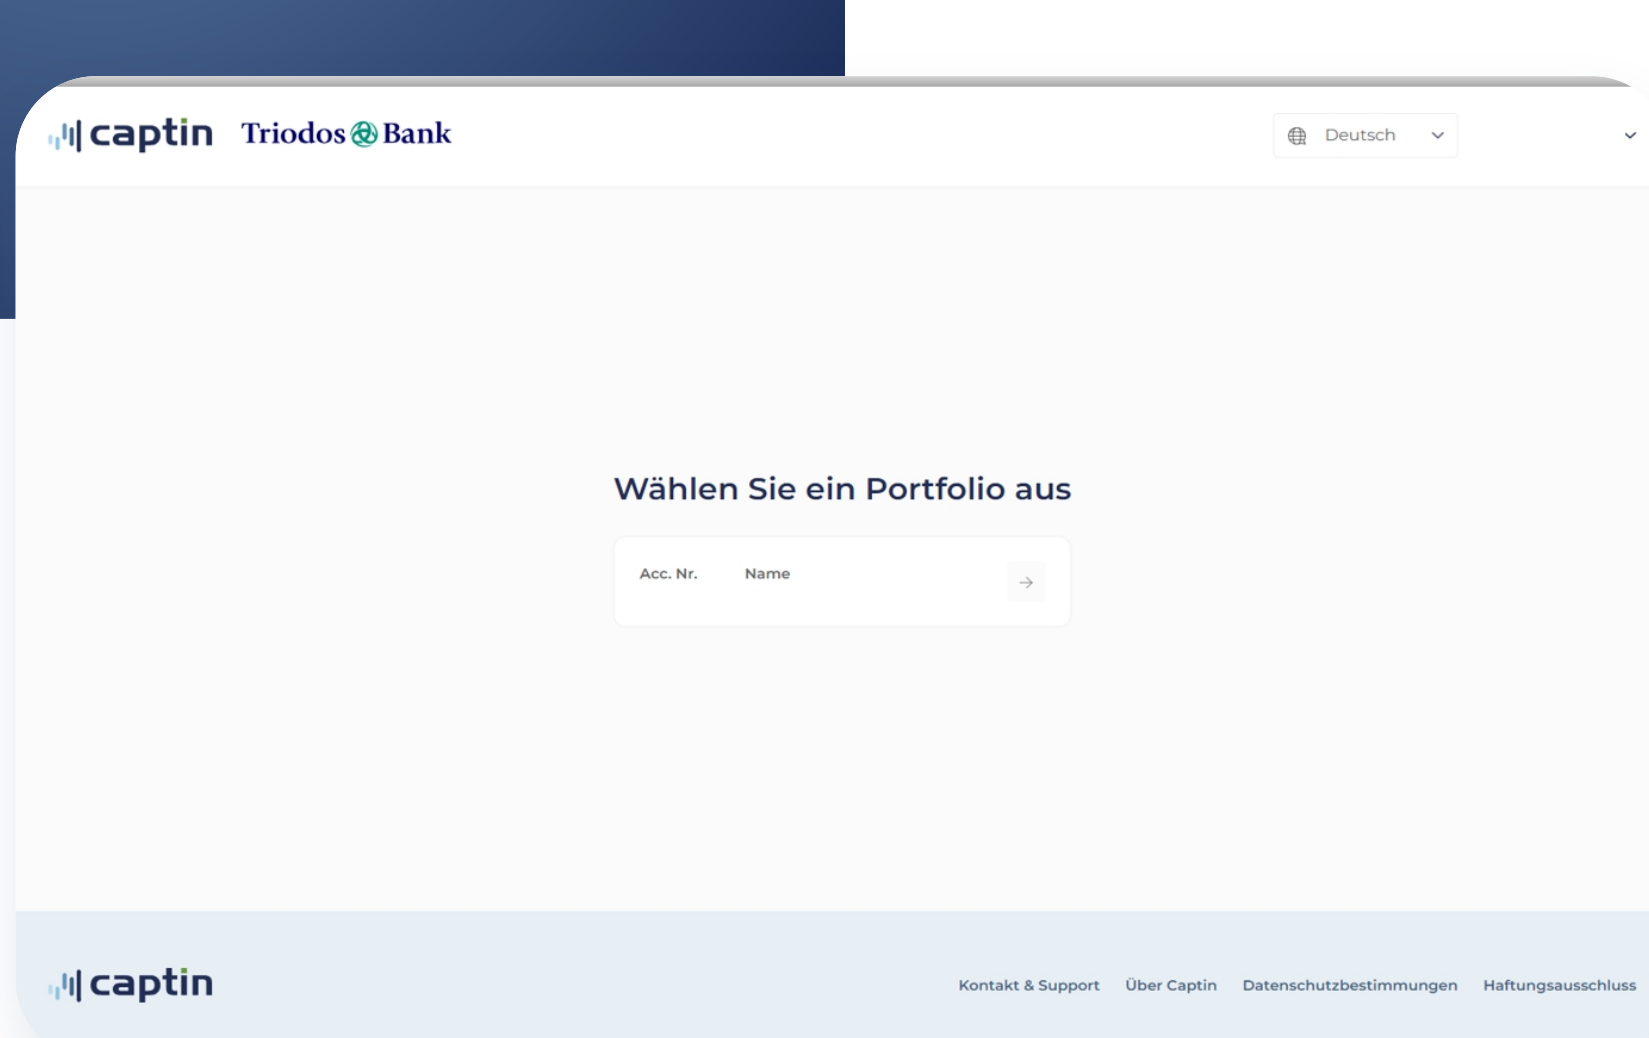 captin Triodos Bank Deutsch
Wählen Sie ein Portfolio aus
Acc. Nr. Name
captin Kontakt & Support Über Captin Datenschutzbestimmungen Haftungsausschluss